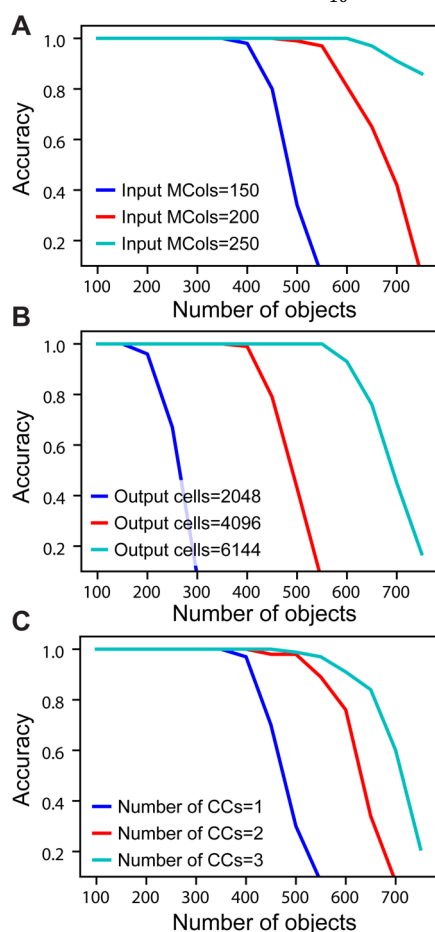 10
A
1.0
0.8
0.6
0.4
0.2
Accuracy
Input MCols=150
Input MCols=200
Input MCols=250
100 200 300 400 500 600 700
Number of objects
B
1.0
0.8
0.6
0.4
0.2
Accuracy
Output cells=2048
Output cells=4096
Output cells=6144
100 200 300 400 500 600 700
Number of objects
C
1.0
0.8
0.6
0.4
0.2
Accuracy
Number of CCs=1
Number of CCs=2
Number of CCs=3
100 200 300 400 500 600 700
Number of objects